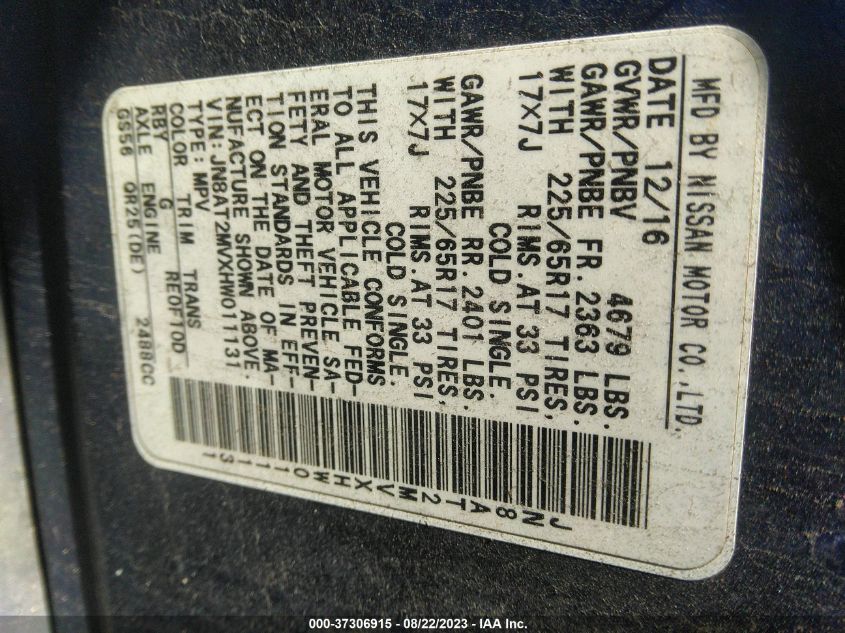 MFD BY NISSAN MOTOR CO.,LTD.
DATE 12/16
GVWR/PNBV 4679 LBS.
GAWR/PNBE FR. 2363 LBS.
WITH 225/65R17 TIRES,
17X7J RIMS.AT 33 PSI
COLD SINGLE.
GAWR/PNBE RR. 2401 LBS.
WITH 225/65R17 TIRES,
17X7J RIMS.AT 33 PSI
COLD SINGLE.
THIS VEHICLE CONFORMS
TO ALL APPLICABLE FED-
ERAL MOTOR VEHICLE SA-
FETY AND THEFT PREVEN-
TION STANDARDS IN EFF-
ECT ON THE DATE OF MA-
NUFACTURE SHOWN ABOVE.
VIN: JN8AT2MVXHW011131
TYPE: MPV
COLOR TRIM TRANS
RBY G RE0F10D
AXLE ENGINE
GS56 QR25(DE) 2488CC
JN8AT2MVXHW011131
000-37306915 / 08/22/2023 - IAA Inc.